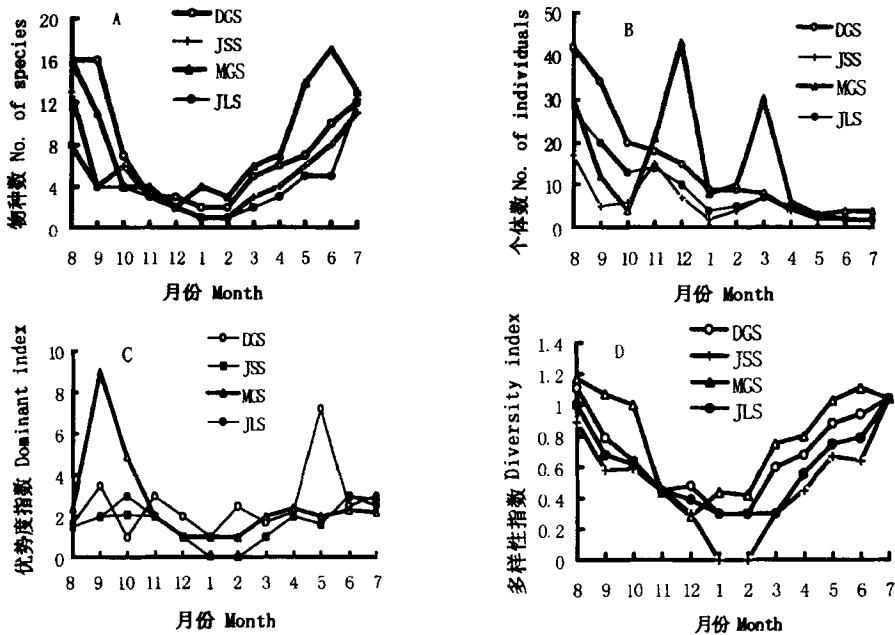 A
物种数 No. of species
20
16
12
8
4
0
8 9 10 11 12 1 2 3 4 5 6 7
月份 Month
DGS
JSS
MGS
JLS
B
个体数 No. of individuals
50
40
30
20
10
0
8 9 10 11 12 1 2 3 4 5 6 7
月份 Month
DGS
JSS
MGS
JLS
C
优势度指数 Dominant index
10
8
6
4
2
0
8 9 10 11 12 1 2 3 4 5 6 7
月份 Month
DGS
JSS
MGS
JLS
D
多样性指数 Diversity index
1.4
1.2
1
0.8
0.6
0.4
0.2
0
8 9 10 11 12 1 2 3 4 5 6 7
月份 Month
DGS
JSS
MGS
JLS